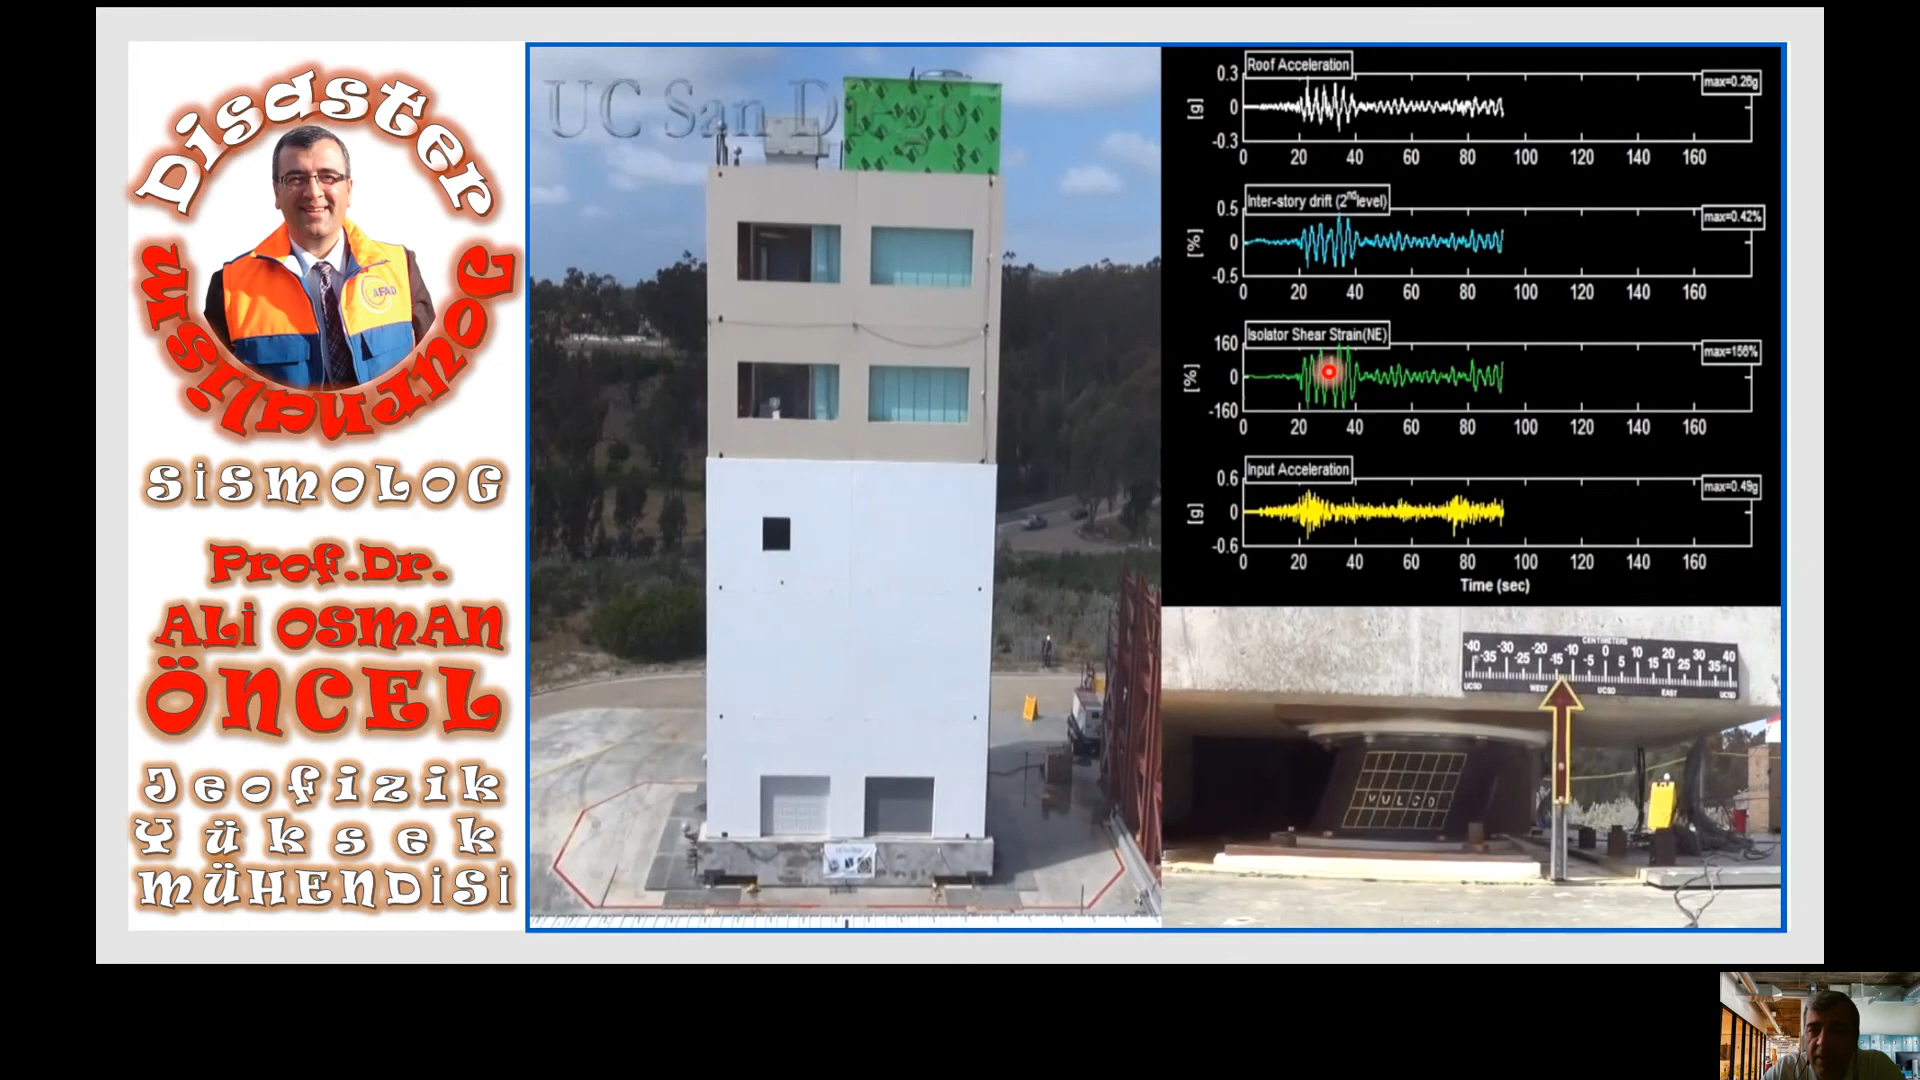 Disaster
Journalism
SİSMOLOG
Prof.Dr.
ALİ OSMAN
ÖNCEL
Jeofizik
Yüksek
MÜHENDİSİ
AFAD
UC San Diego
Roof Acceleration
max=0.26g
[g]
0.3
0
-0.3
0 20 40 60 80 100 120 140 160
Inter-story drift (2nd level)
max=0.42%
[%]
0.5
0
-0.5
0 20 40 60 80 100 120 140 160
Isolator Shear Strain(NE)
max=156%
[%]
160
0
-160
0 20 40 60 80 100 120 140 160
Input Acceleration
max=0.49g
[g]
0.6
0
-0.6
0 20 40 60 80 100 120 140 160
Time (sec)
CENTIMETERS
-40 -35 -30 -25 -20 -15 -10 -5 0 5 10 15 20 25 30 35 40
UCSD WEST UCSD EAST UCSD
VULCO